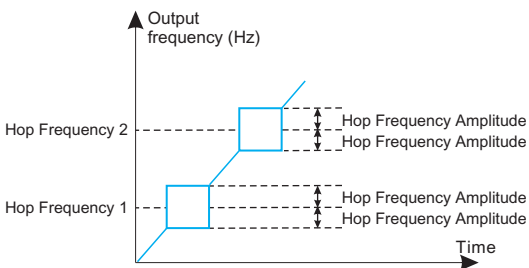 Output
frequency (Hz)
Hop Frequency 2
Hop Frequency Amplitude
Hop Frequency Amplitude
Hop Frequency 1
Hop Frequency Amplitude
Hop Frequency Amplitude
Time